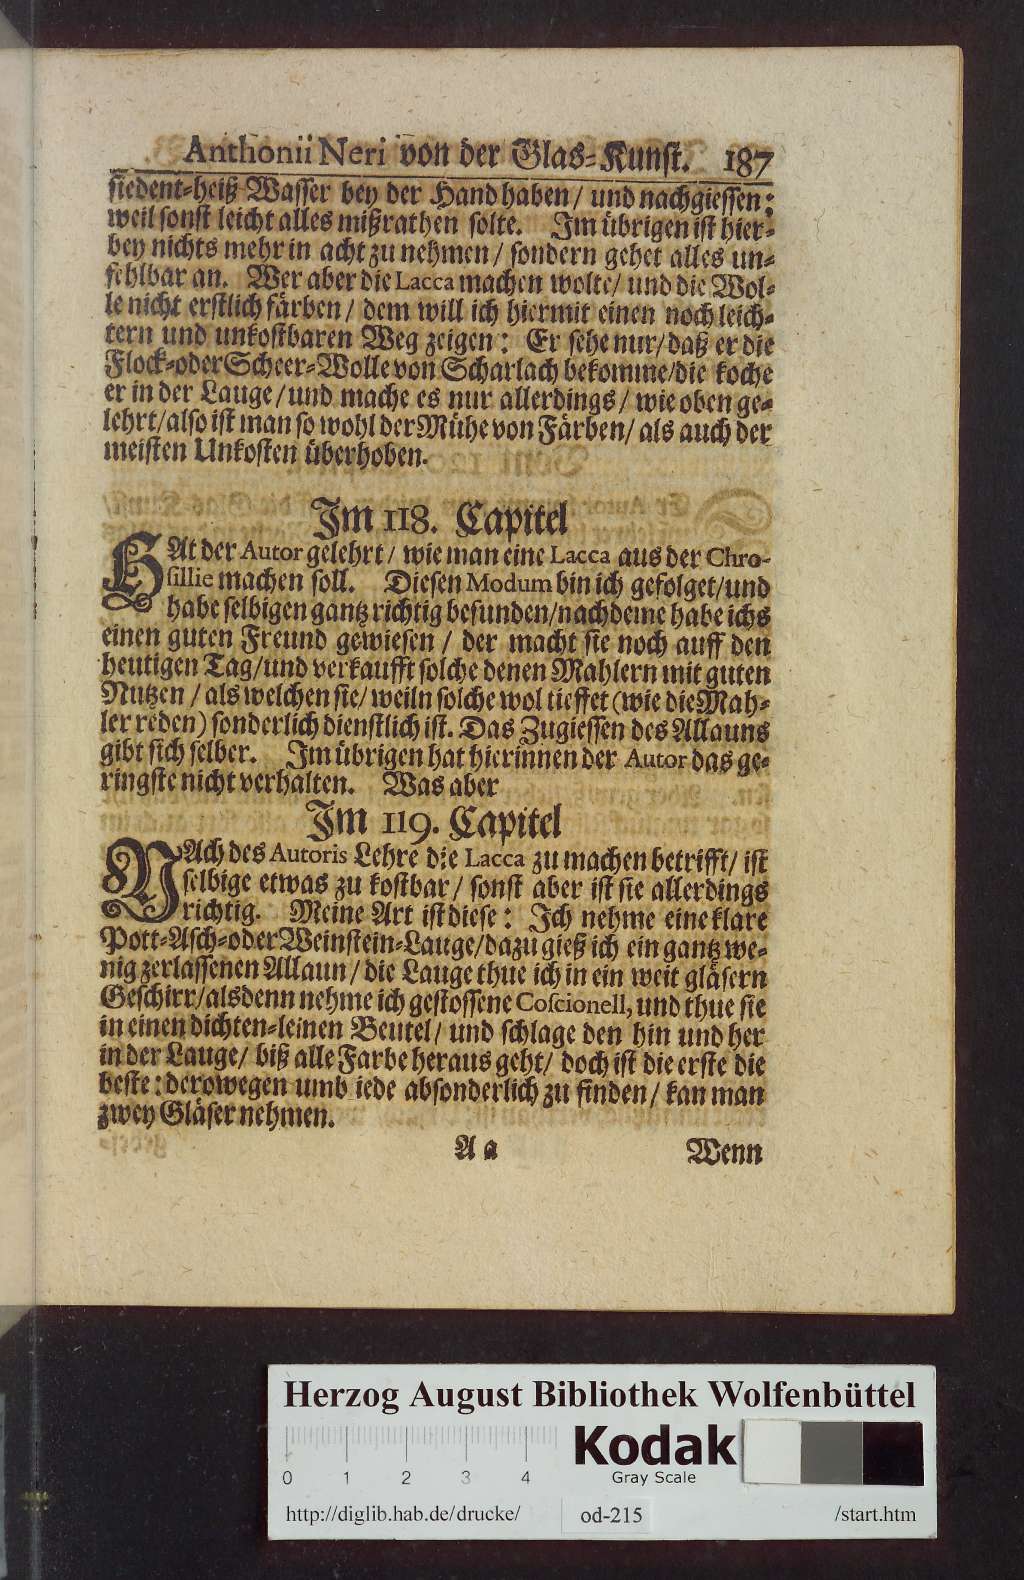 Anthonii Neri von der Glas-Kunst. 187
siedent-heiß Wasser bey der Hand haben / und nachgiessen;
weil sonst leicht alles mißrathen solte. Im übrigen ist hier-
bey nichts mehr in acht zu nehmen / sondern gehet alles un-
fehlbar an. Wer aber die Lacca machen wolte / und die Wol-
le nicht erstlich färben / dem will ich hiermit einen noch leich-
tern und unkostbaren Weg zeigen: Er sehe nur / daß er die
Flock- oder Scheer-Wolle von Scharlach bekomme / die koche
er in der Lauge / und mache es nur allerdings / wie oben ge-
lehrt / also ist man so wohl der Mühe von Färben / als auch der
meisten Unkosten überhoben.
Im 118. Capitel
HAt der Autor gelehrt / wie man eine Lacca aus der Chro-
sillie machen soll. Diesen Modum bin ich gefolget / und
habe selbigen gantz richtig befunden / nachdeme habe ichs
einen guten Freund gewiesen / der macht sie noch auff den
heutigen Tag / und verkaufft solche denen Mahlern mit guten
Nutzen / als welchen sie / weiln solche wol tieffet (wie die Mah-
ler reden) sonderlich dienstlich ist. Das Zugiessen des Allauns
gibt sich selber. Im übrigen hat hierinnen der Autor das ge-
ringste nicht verhalten. Was aber
Im 119. Capitel
NAch des Autoris Lehre die Lacca zu machen betrifft / ist
selbige etwas zu kostbar / sonst aber ist sie allerdings
richtig. Meine Art ist diese: Ich nehme eine klare
Pott-Asch- oder Weinstein-Lauge / dazu gieß ich ein gantz we-
nig zerlassenen Allaun / die Lauge thue ich in ein weit gläsern
Geschirr / alsdenn nehme ich gestossene Coscionell, und thue sie
in einen dichten-leinen Beutel / und schlage den hin und her
in der Lauge / biß alle Farbe heraus geht / doch ist die erste die
beste: derowegen umb iede absonderlich zu finden / kan man
zwey Gläser nehmen.
A a Wenn
Herzog August Bibliothek Wolfenbüttel
Kodak
Gray Scale
0 1 2 3 4
http://diglib.hab.de/drucke/ od-215 /start.htm